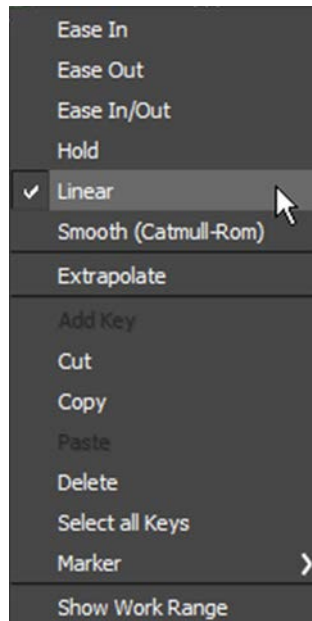 Ease In
Ease Out
Ease In/Out
Hold
Linear
Smooth (Catmull-Rom)
Extrapolate
Add Key
Cut
Copy
Paste
Delete
Select all Keys
Marker
Show Work Range